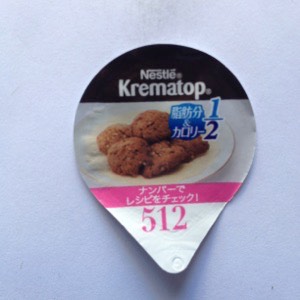 Nestlé®
Krematop®
脂肪分
&
カロリー
1/2
ナンバーで
レシピをチェック!
512